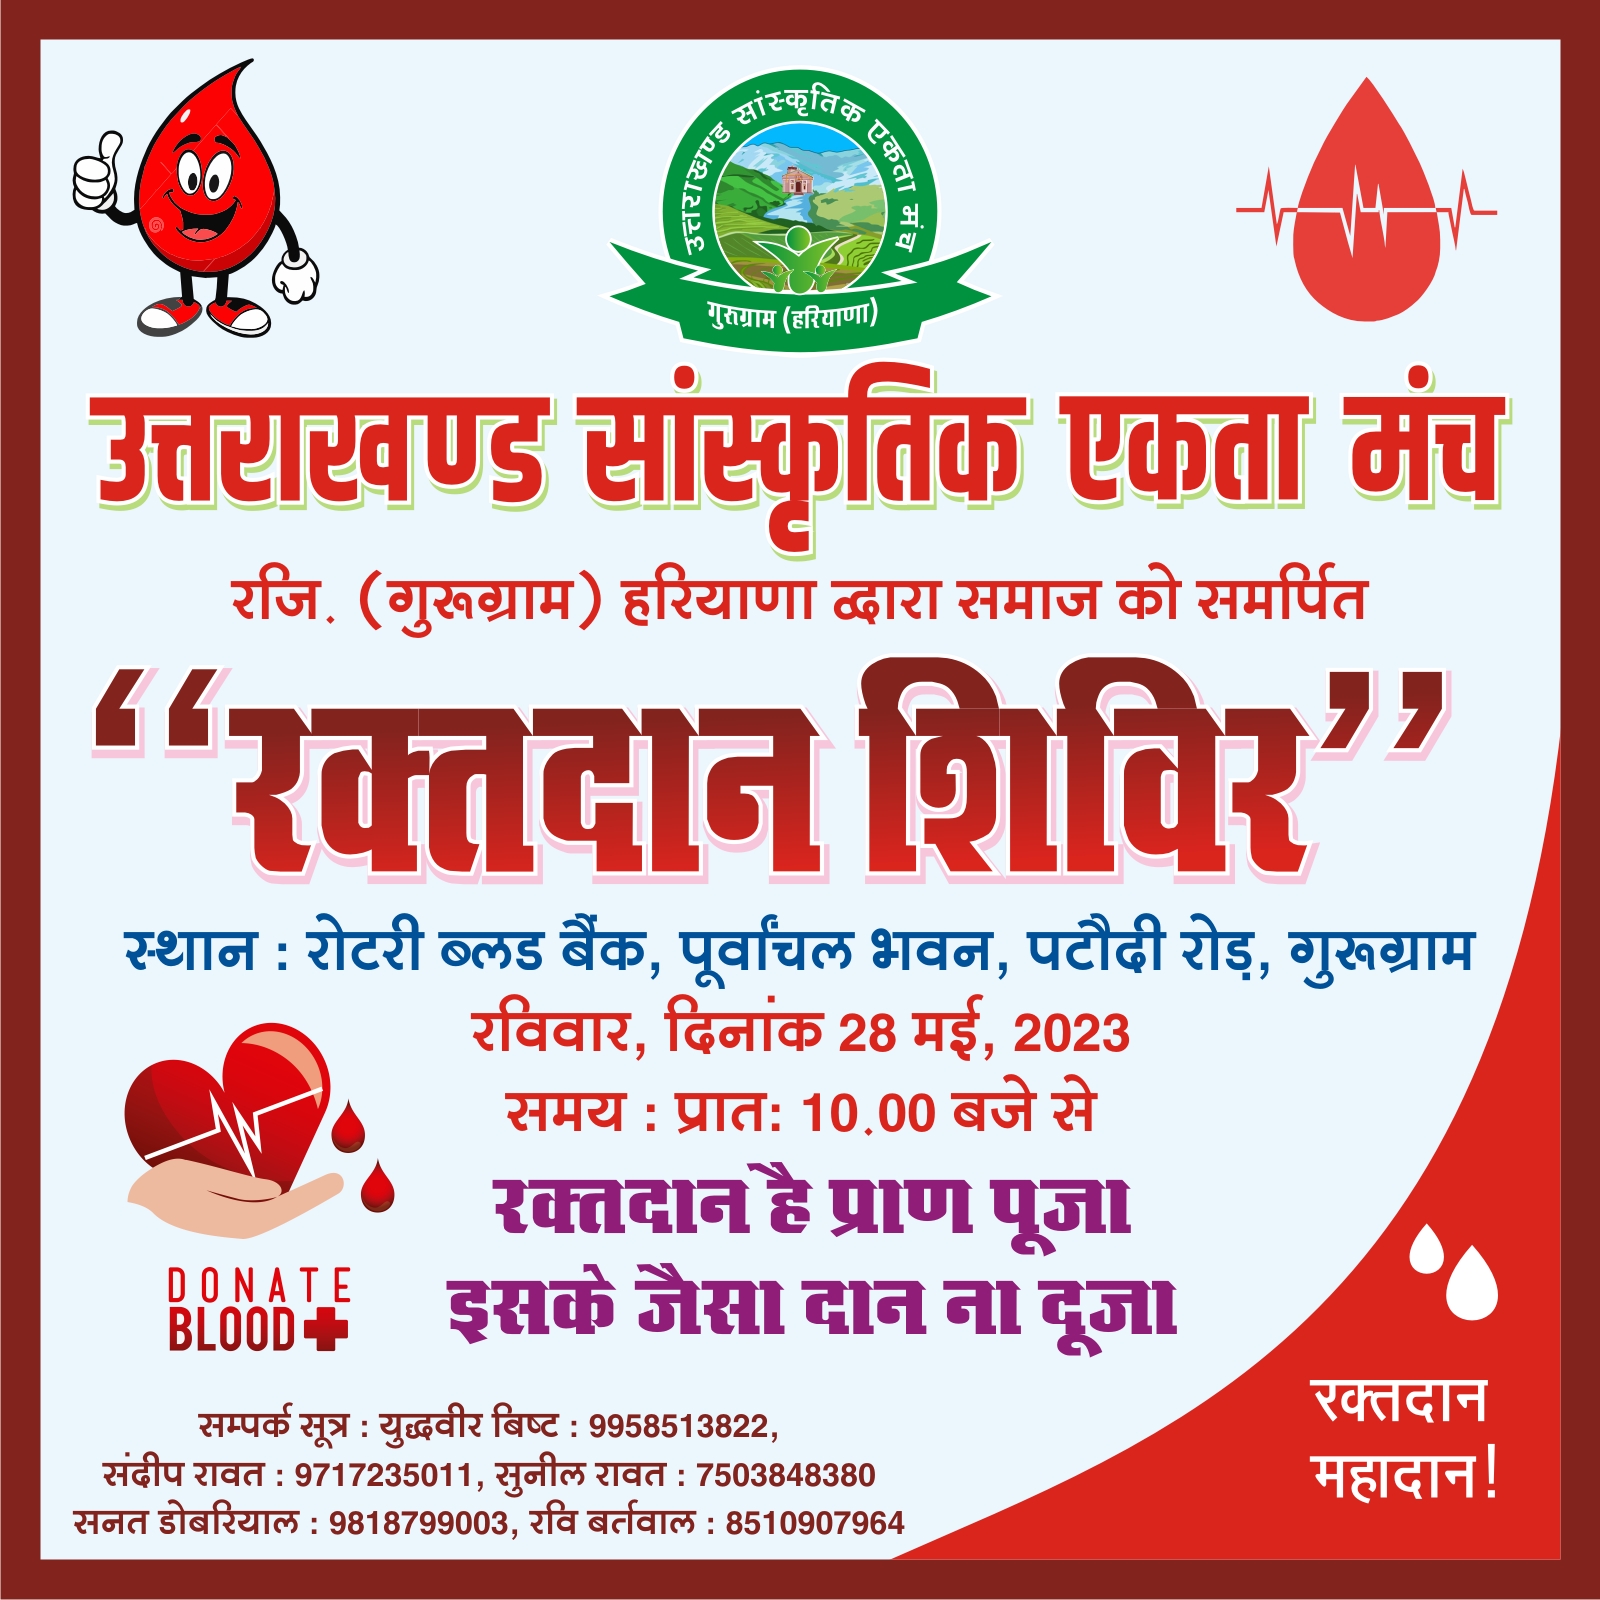 उत्तराखण्ड सांस्कृतिक एकता मंच
गुरुग्राम (हरियाणा)
उत्तराखण्ड सांस्कृतिक एकता मंच
रजि. (गुरूग्राम) हरियाणा द्वारा समाज को समर्पित
“रक्तदान शिविर”
स्थान : रोटरी ब्लड बैंक, पूर्वांचल भवन, पटौदी रोड़, गुरूग्राम
रविवार, दिनांक 28 मई, 2023
समय : प्रात: 10.00 बजे से
रक्तदान है प्राण पूजा
इसके जैसा दान ना दूजा
DONATE
BLOOD
सम्पर्क सूत्र : युद्धवीर बिष्ट : 9958513822,
संदीप रावत : 9717235011, सुनील रावत : 7503848380
सनत डोबरियाल : 9818799003, रवि बर्तवाल : 8510907964
रक्तदान
महादान!